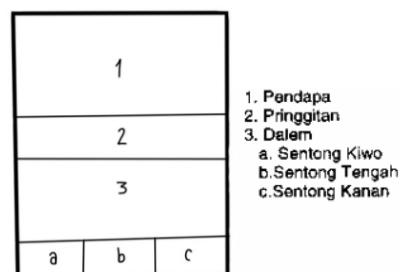 1
2
3
a b c
1. Pendapa
2. Pringgitan
3. Dalem
a. Sentong Kiwo
b.Sentong Tengah
c.Sentong Kanan